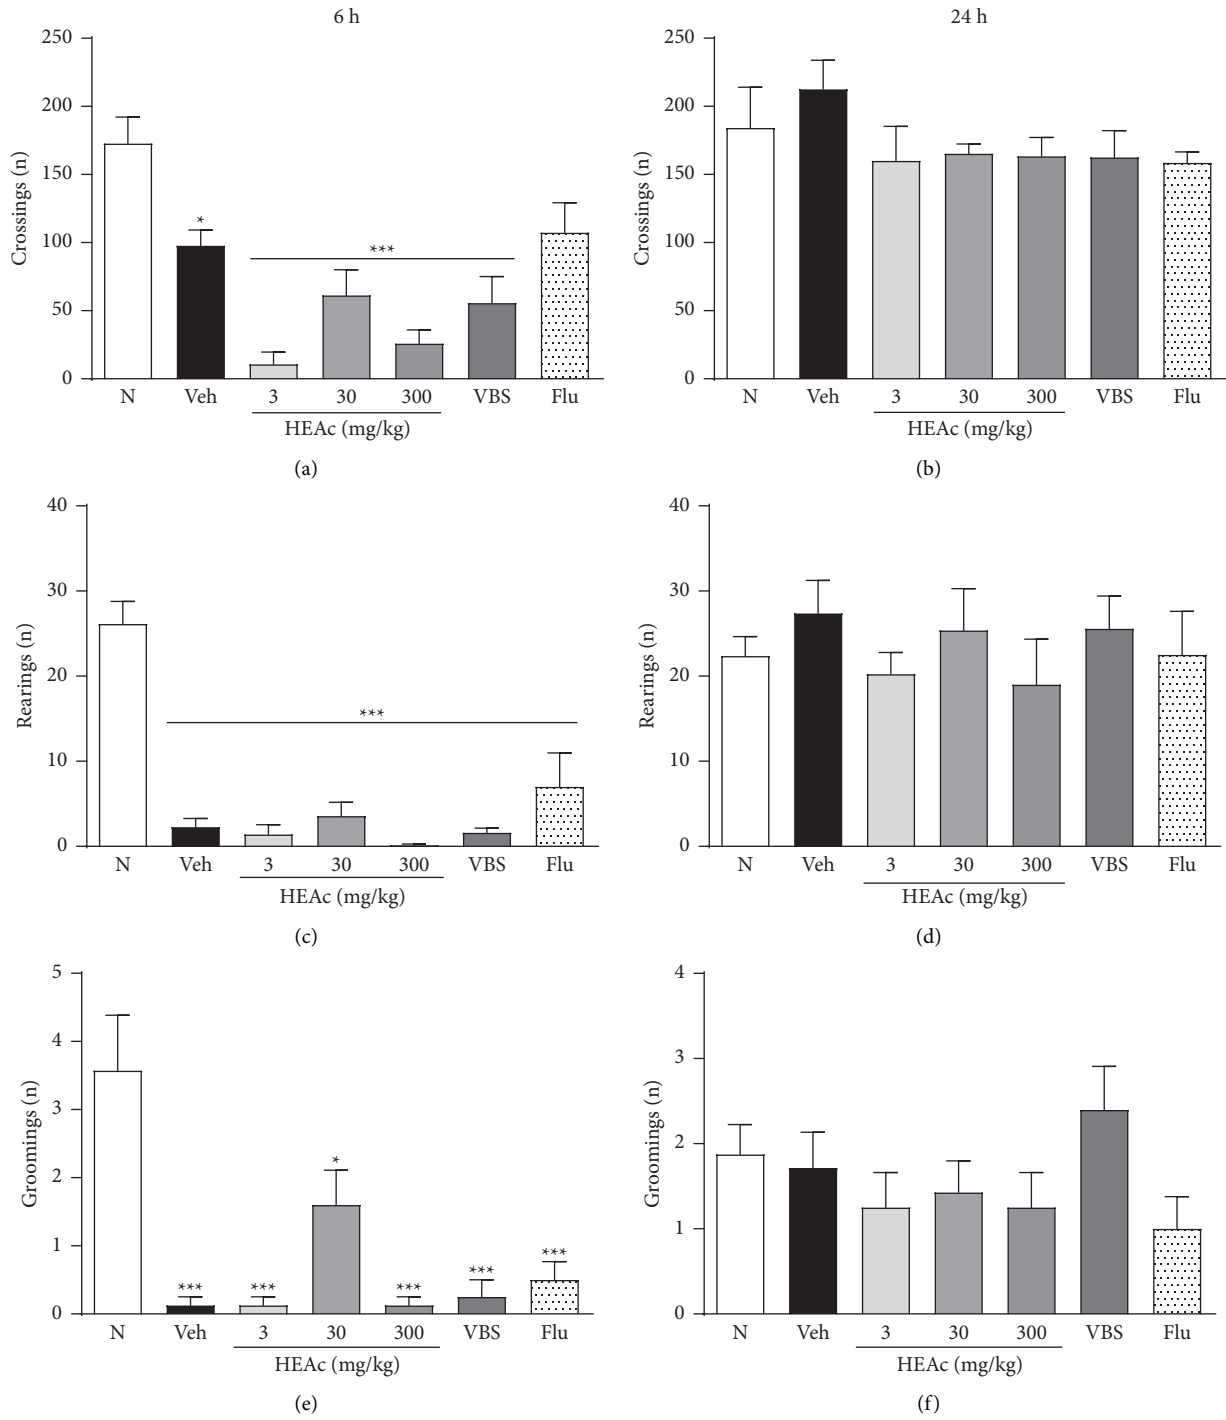 6 h
250
200
150
100
50
0
Crossings (n)
*
***
N Veh 3 30 300 VBS Flu
HEAc (mg/kg)
(a)
24 h
250
200
150
100
50
0
Crossings (n)
N Veh 3 30 300 VBS Flu
HEAc (mg/kg)
(b)
40
30
20
10
0
Rearings (n)
***
N Veh 3 30 300 VBS Flu
HEAc (mg/kg)
(c)
40
30
20
10
0
Rearings (n)
N Veh 3 30 300 VBS Flu
HEAc (mg/kg)
(d)
5
4
3
2
1
0
Groomings (n)
*** *** * *** *** ***
N Veh 3 30 300 VBS Flu
HEAc (mg/kg)
(e)
4
3
2
1
0
Groomings (n)
N Veh 3 30 300 VBS Flu
HEAc (mg/kg)
(f)